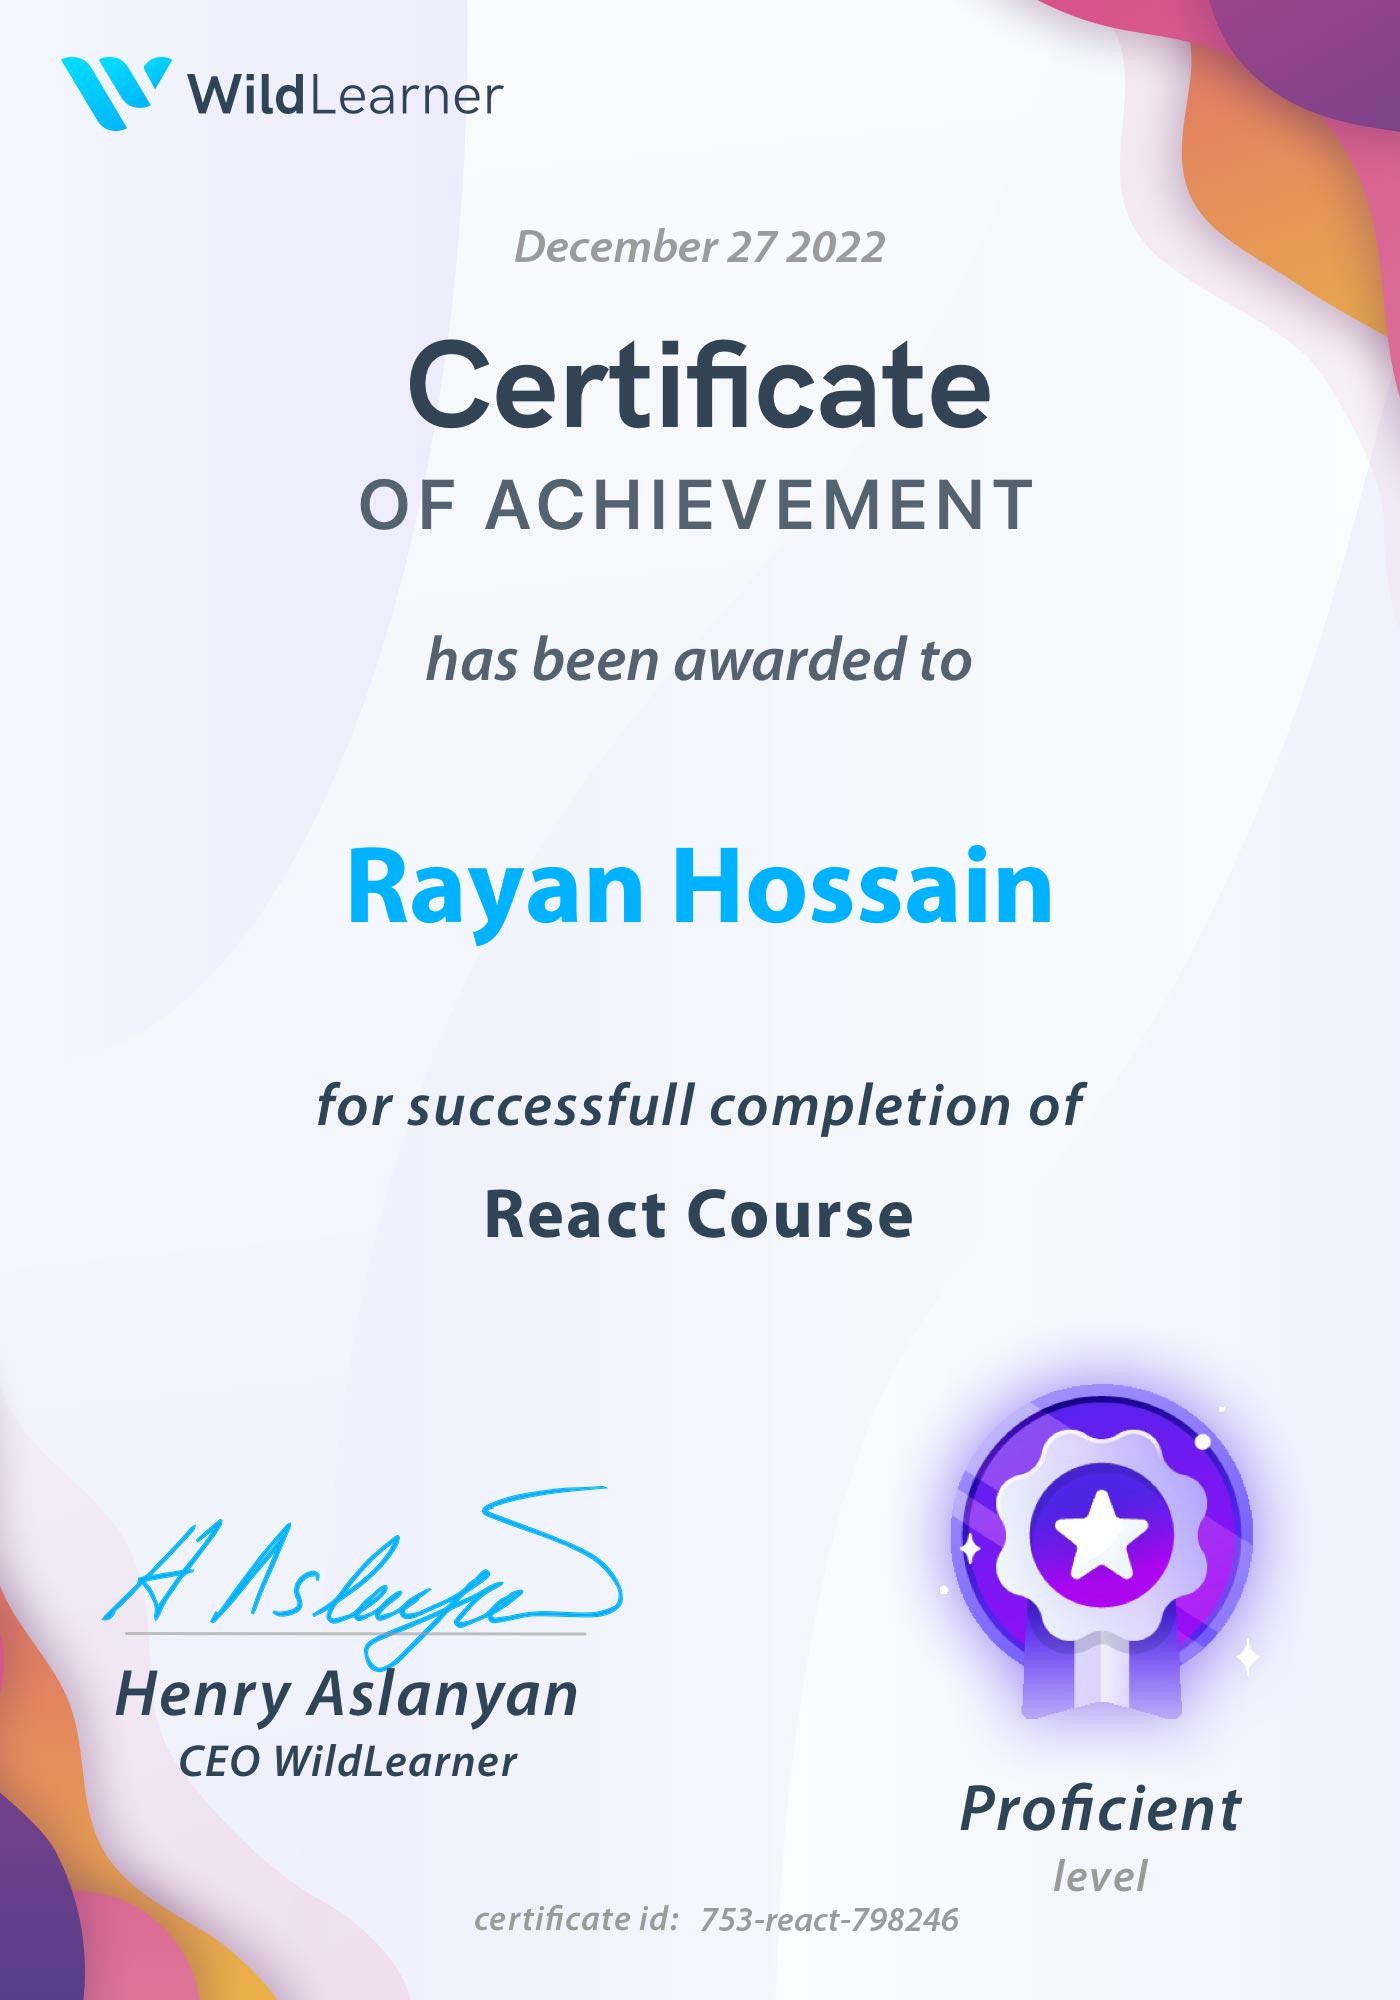 WildLearner
December 27 2022
Certificate
OF ACHIEVEMENT
has been awarded to
Rayan Hossain
for successfull completion of
React Course
H Aslanyan
Henry Aslanyan
CEO WildLearner
Proficient
level
certificate id: 753-react-798246